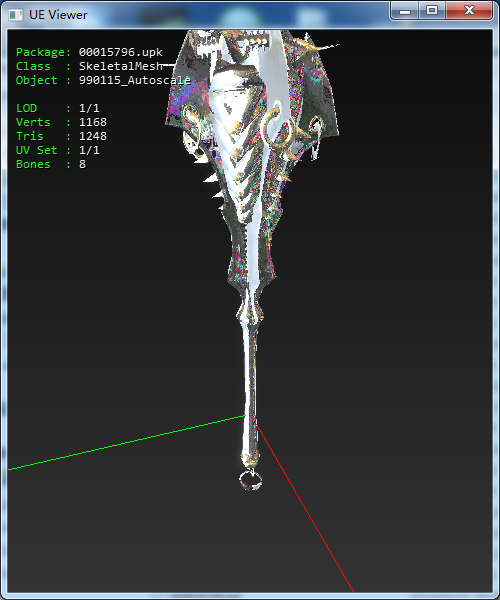 UE Viewer
Package: 00015796.upk
Class : SkeletalMesh
Object : 990115_Autoscale
LOD : 1/1
Verts : 1168
Tris : 1248
UV Set : 1/1
Bones : 8